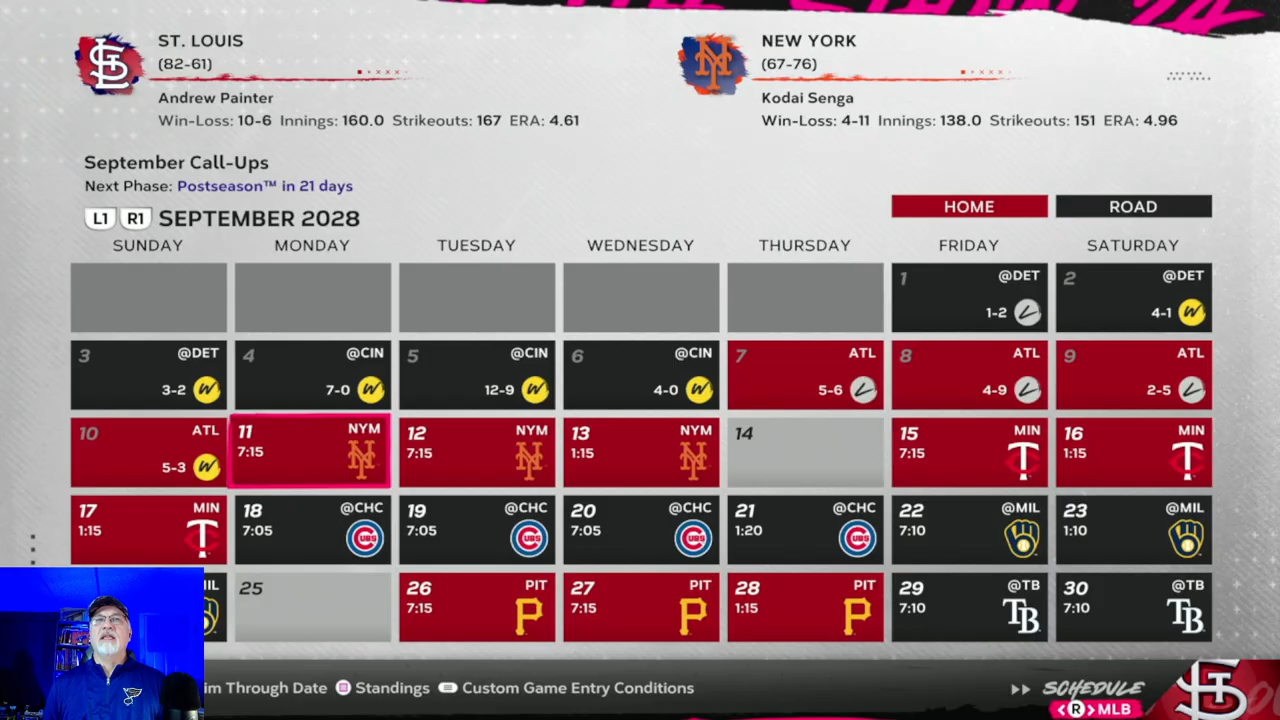 ST. LOUIS
(82-61)
Andrew Painter
Win-Loss: 10-6 Innings: 160.0 Strikeouts: 167 ERA: 4.61
NEW YORK
(67-76)
Kodai Senga
Win-Loss: 4-11 Innings: 138.0 Strikeouts: 151 ERA: 4.96
September Call-Ups
Next Phase: Postseason™ in 21 days
L1 R1 SEPTEMBER 2028
HOME ROAD
SUNDAY MONDAY TUESDAY WEDNESDAY THURSDAY FRIDAY SATURDAY
1 @DET 2 @DET
1-2 L 4-1 W
3 @DET 4 @CIN 5 @CIN 6 @CIN 7 ATL 8 ATL 9 ATL
3-2 W 7-0 W 12-9 W 4-0 W 5-6 L 4-9 L 2-5 L
10 ATL 11 NYM 12 NYM 13 NYM 14 15 MIN 16 MIN
5-3 W 7:15 7:15 1:15 7:15 1:15
17 MIN 18 @CHC 19 @CHC 20 @CHC 21 @CHC 22 @MIL 23 @MIL
1:15 7:05 7:05 7:05 1:20 7:10 1:10
IL 25 26 PIT 27 PIT 28 PIT 29 @TB 30 @TB
7:15 7:15 1:15 7:10 7:10
im Through Date Standings Custom Game Entry Conditions
SCHEDULE
R MLB